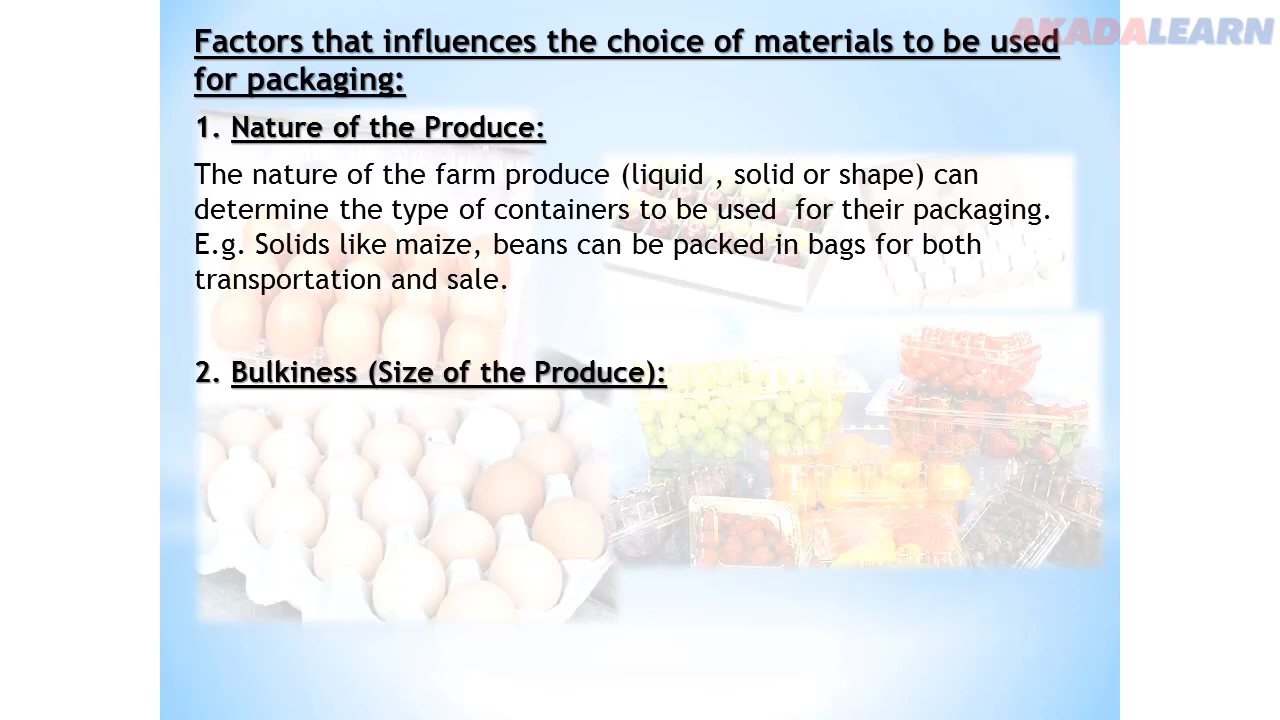 AKADALEARN
Factors that influences the choice of materials to be used
for packaging:
1. Nature of the Produce:
The nature of the farm produce (liquid , solid or shape) can
determine the type of containers to be used for their packaging.
E.g. Solids like maize, beans can be packed in bags for both
transportation and sale.
2. Bulkiness (Size of the Produce):